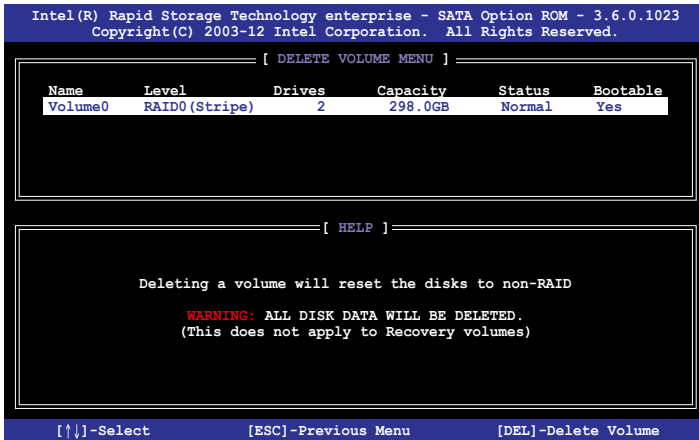 Intel(R) Rapid Storage Technology enterprise - SATA Option ROM - 3.6.0.1023
Copyright(C) 2003-12 Intel Corporation. All Rights Reserved.
[ DELETE VOLUME MENU ]
Name Level Drives Capacity Status Bootable
Volume0 RAID0(Stripe) 2 298.0GB Normal Yes
[ HELP ]
Deleting a volume will reset the disks to non-RAID
WARNING: ALL DISK DATA WILL BE DELETED.
(This does not apply to Recovery volumes)
[↑↓]-Select [ESC]-Previous Menu [DEL]-Delete Volume